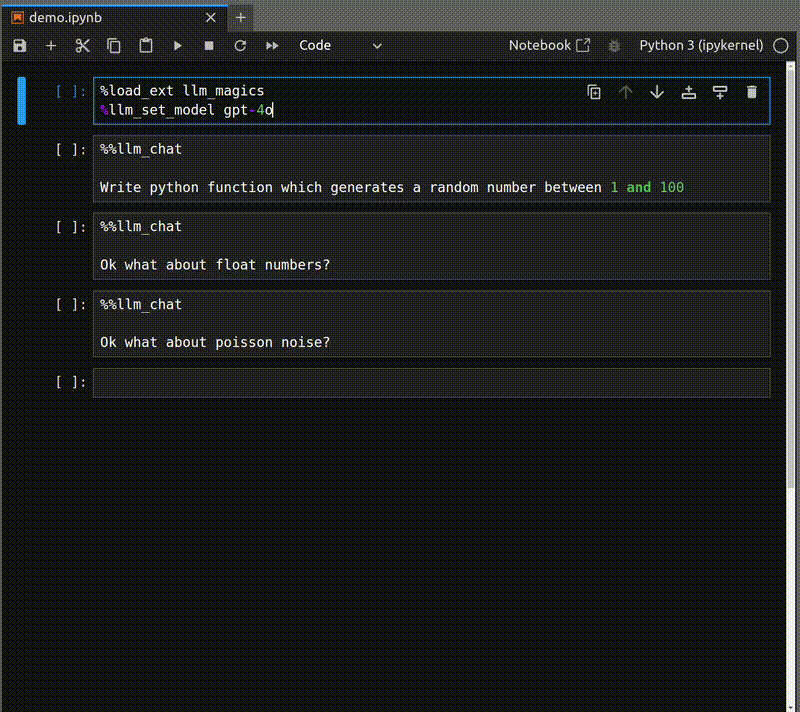 demo.ipynb
Code
Notebook
Python 3 (ipykernel)
[ ]:
%load_ext llm_magics
%llm_set_model gpt-4o
[ ]:
%%llm_chat
Write python function which generates a random number between 1 and 100
[ ]:
%%llm_chat
Ok what about float numbers?
[ ]:
%%llm_chat
Ok what about poisson noise?
[ ]: